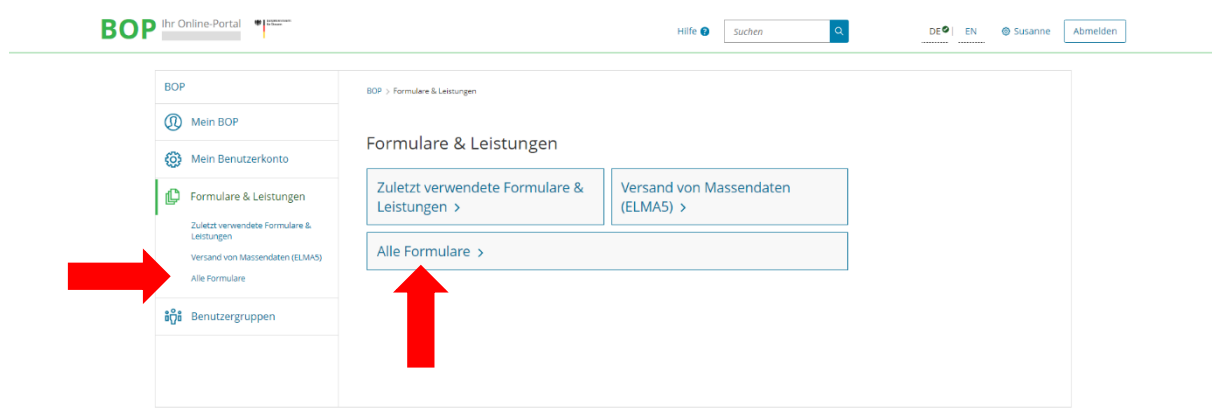 BOP Ihr Online-Portal
Hilfe ?
Suchen
DE | EN
Susanne
Abmelden
BOP
Mein BOP
Mein Benutzerkonto
Formulare & Leistungen
Zuletzt verwendete Formulare &
Leistungen
Versand von Massendaten (ELMA5)
Alle Formulare
Benutzergruppen
BOP > Formulare & Leistungen
Formulare & Leistungen
Zuletzt verwendete Formulare &
Leistungen >
Versand von Massendaten
(ELMA5) >
Alle Formulare >